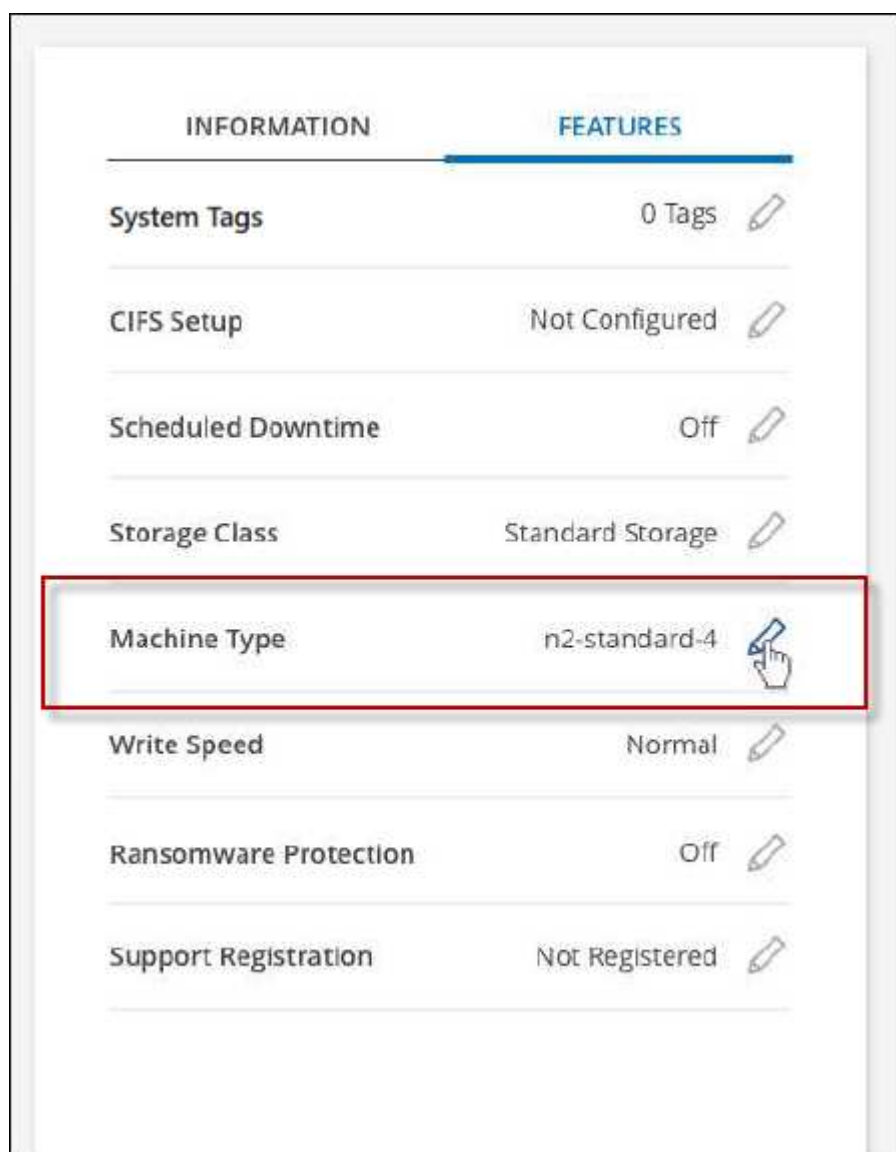 INFORMATION FEATURES
System Tags 0 Tags
CIFS Setup Not Configured
Scheduled Downtime Off
Storage Class Standard Storage
Machine Type n2-standard-4
Write Speed Normal
Ransomware Protection Off
Support Registration Not Registered